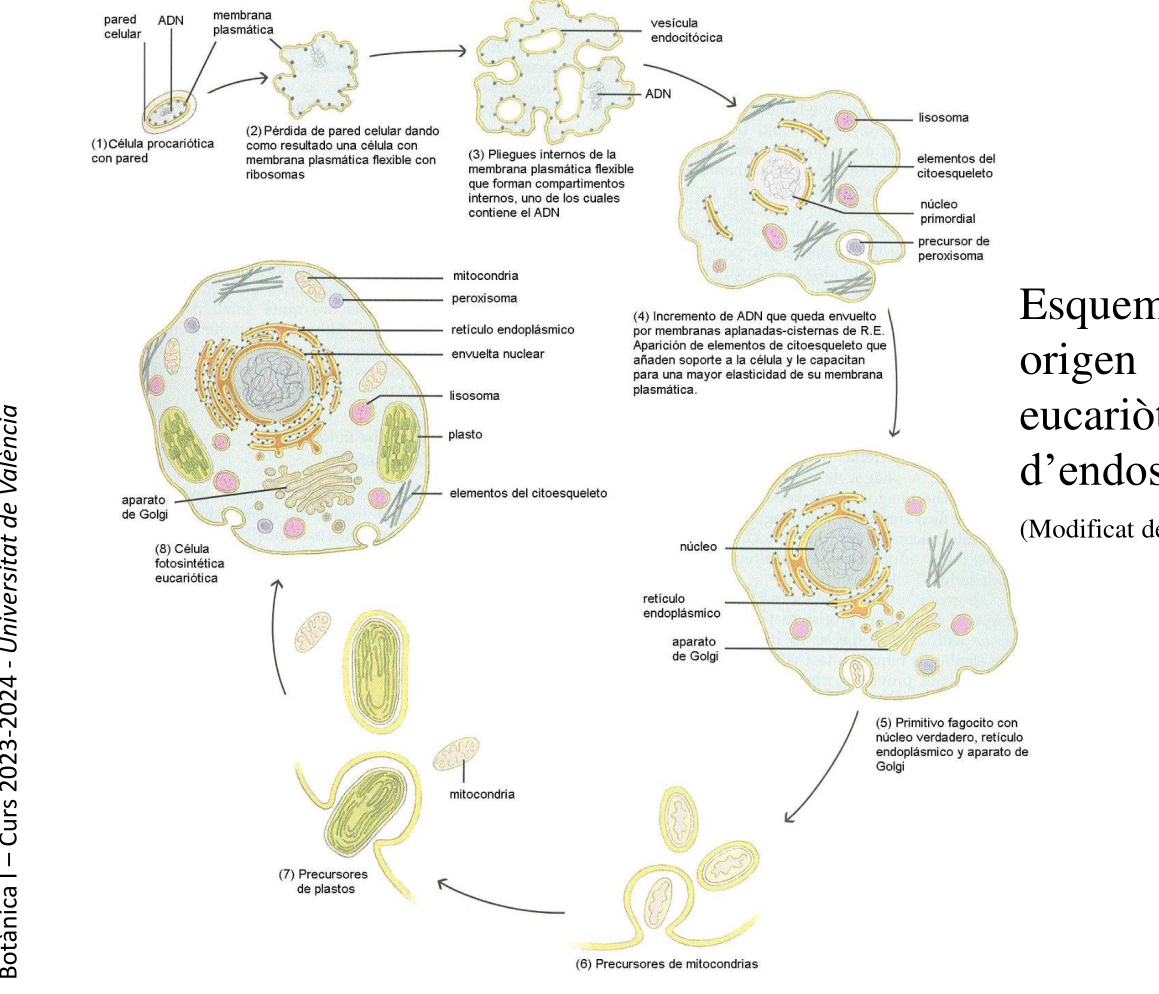 pared
celular
ADN
membrana
plasmática
(1)Célula procariótica
con pared
(2) Pérdida de pared celular dando
como resultado una célula con
membrana plasmática flexible con
ribosomas
vesícula
endocitócica
ADN
(3) Pliegues internos de la
membrana plasmática flexible
que forman compartimentos
internos, uno de los cuales
contiene el ADN
lisosoma
elementos del
citoesqueleto
núcleo
primordial
precursor de
peroxisoma
(4) Incremento de ADN que queda envuelto
por membranas aplanadas-cisternas de R.E.
Aparición de elementos de citoesqueleto que
añaden soporte a la célula y le capacitan
para una mayor elasticidad de su membrana
plasmática.
mitocondria
peroxisoma
retículo endoplásmico
envuelta nuclear
lisosoma
plasto
elementos del citoesqueleto
aparato
de Golgi
(8) Célula
fotosintética
eucariótica
núcleo
retículo
endoplásmico
aparato
de Golgi
(5) Primitivo fagocito con
núcleo verdadero, retículo
endoplásmico y aparato de
Golgi
mitocondria
(7) Precursores
de plastos
(6) Precursores de mitocondrias
Esquem
origen
eucariòt
d’endos
(Modificat de
Botànica I – Curs 2023-2024 - Universitat de València